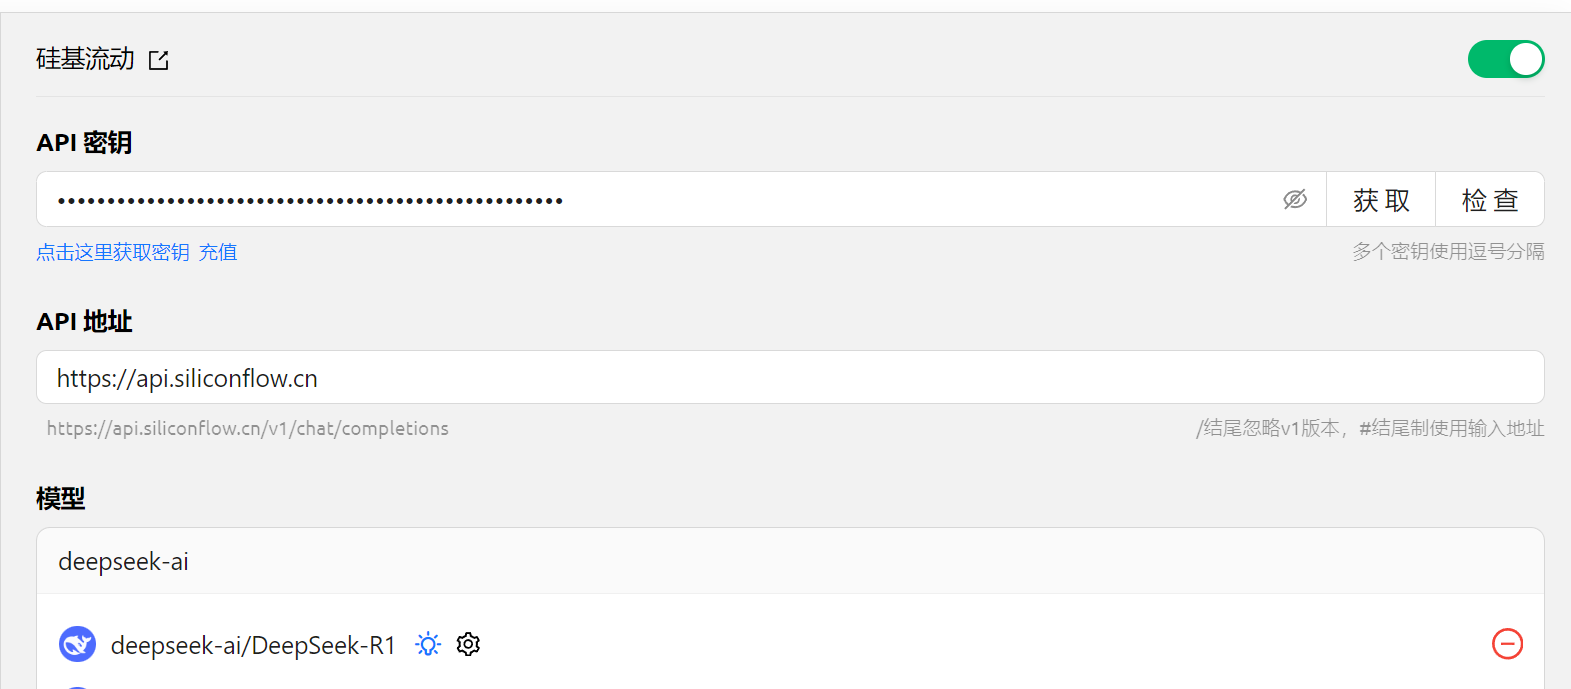 硅基流动
API 密钥
••••••••••••••••••••••••••••••••••••••••••••••••••• 获取 检查
点击这里获取密钥 充值 多个密钥使用逗号分隔
API 地址
https://api.siliconflow.cn
https://api.siliconflow.cn/v1/chat/completions /结尾忽略v1版本，#结尾制使用输入地址
模型
deepseek-ai
deepseek-ai/DeepSeek-R1